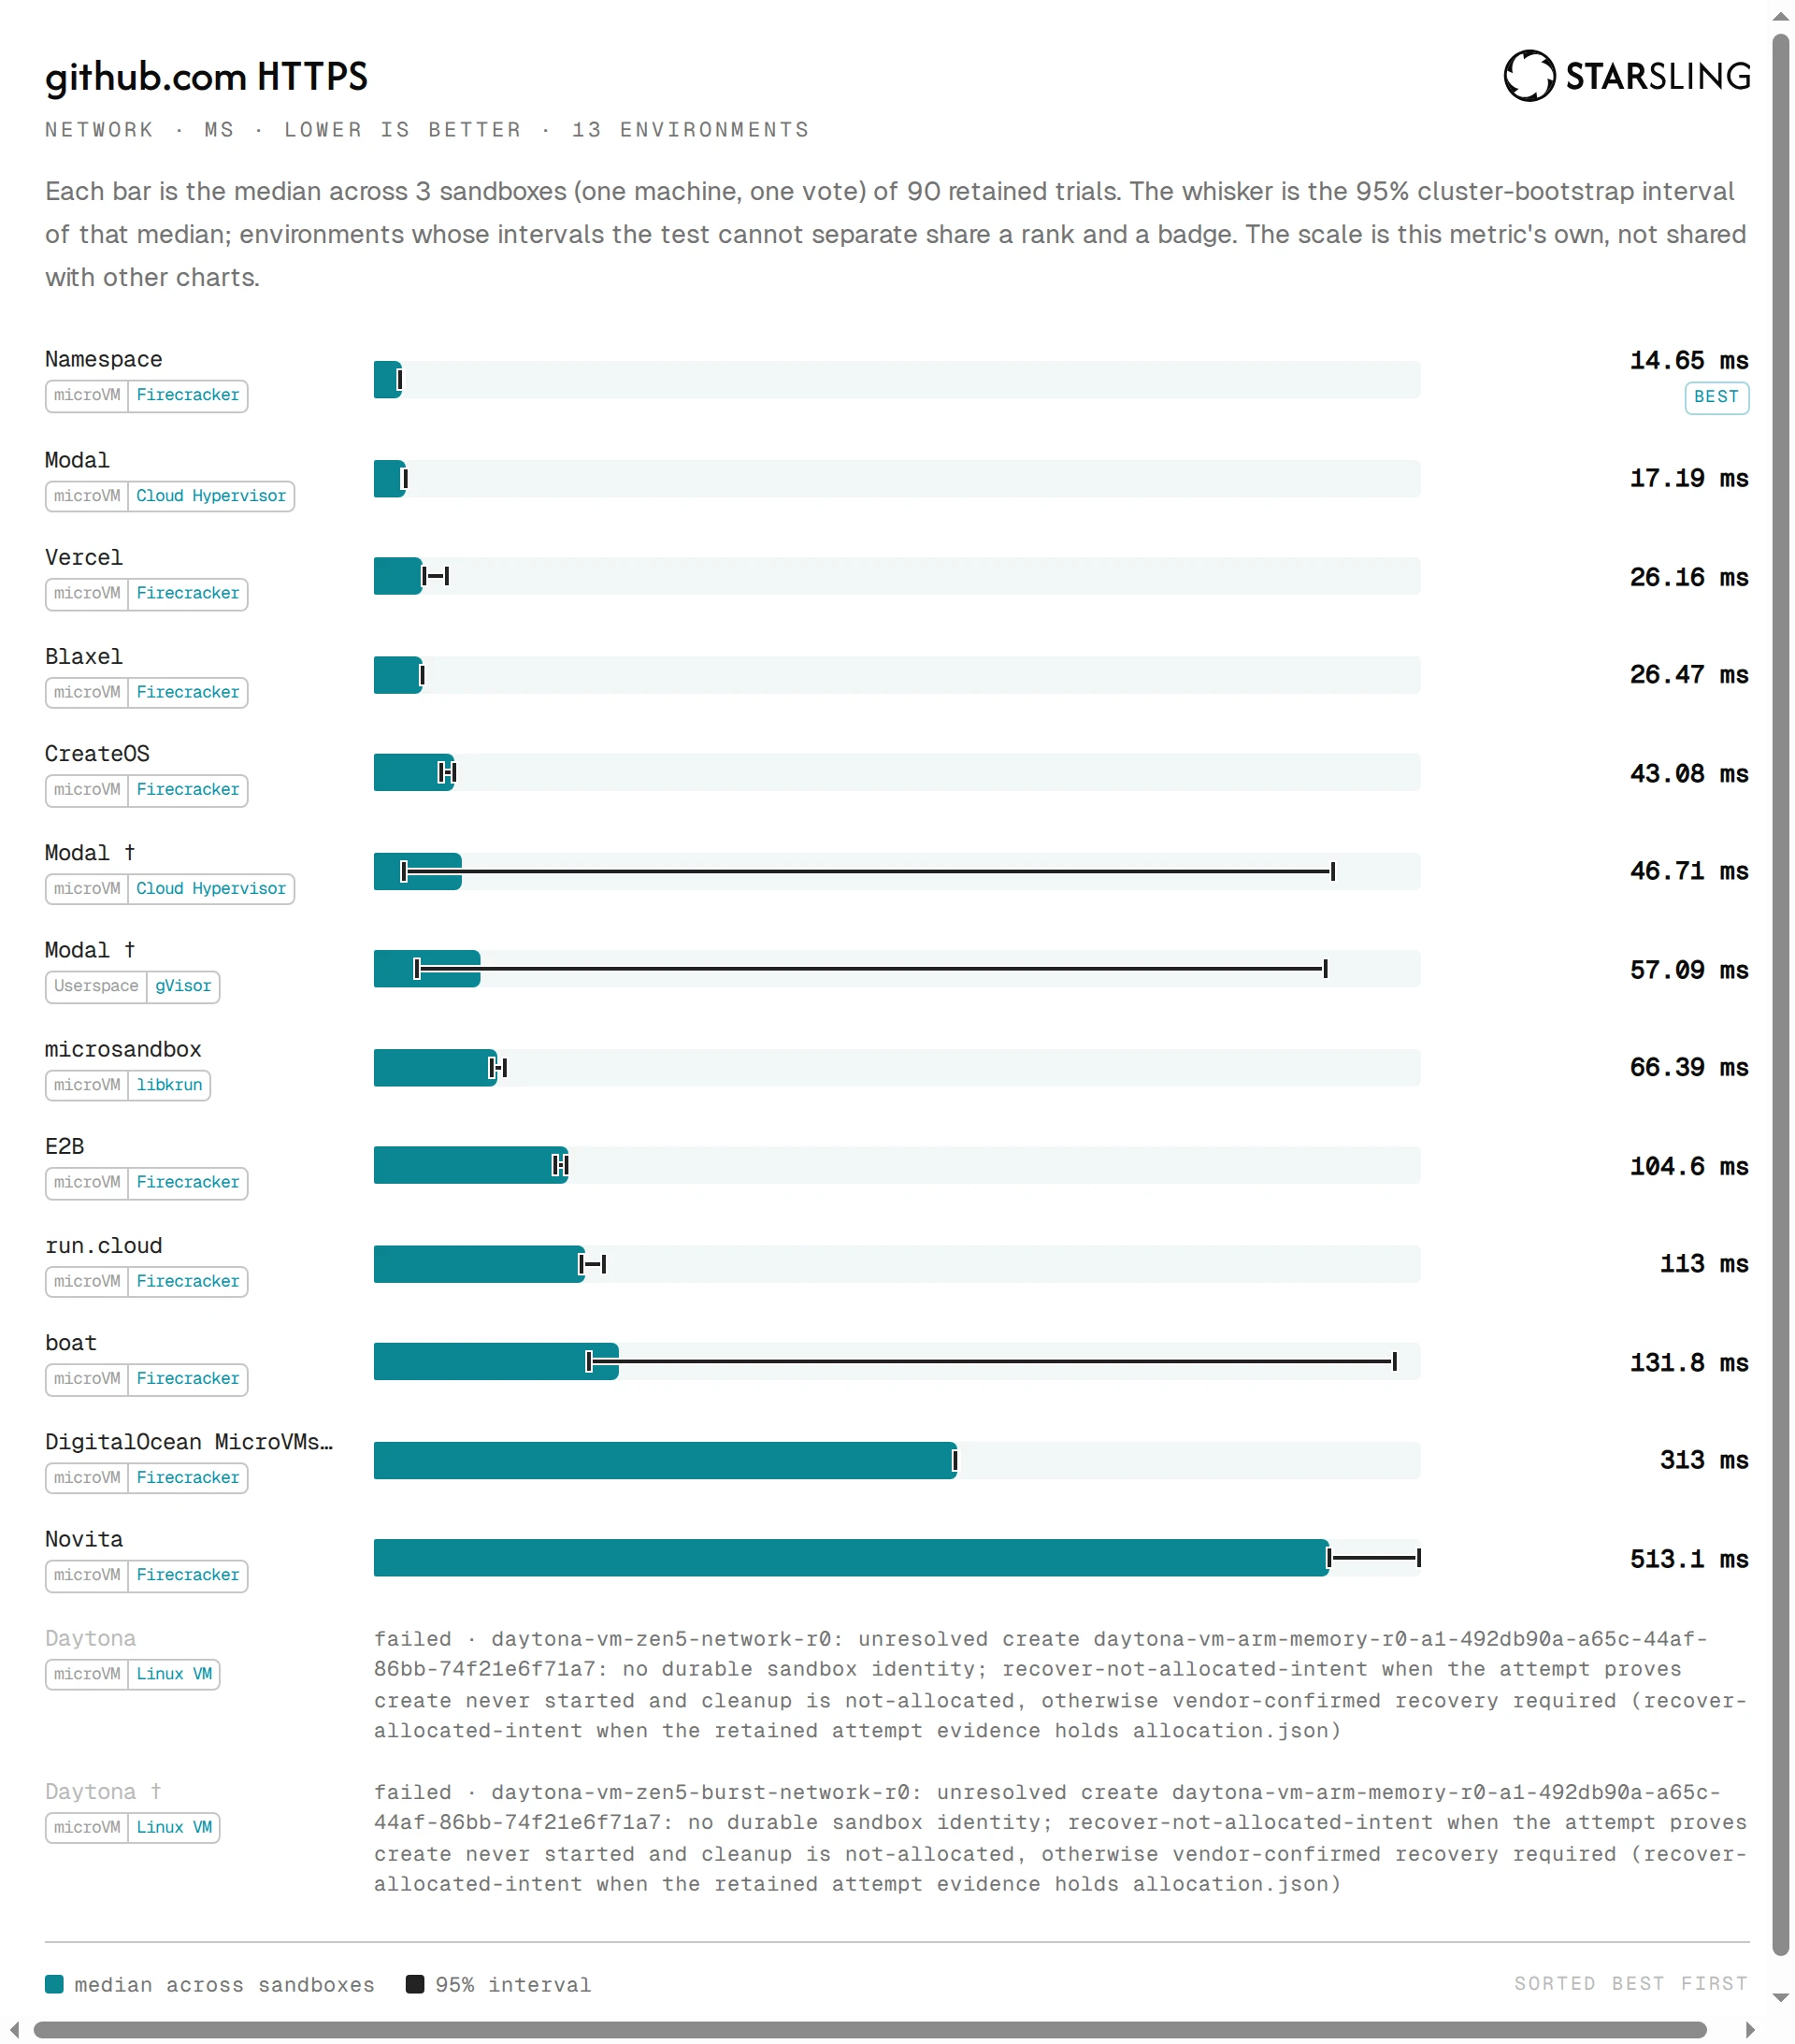 github.com HTTPS
STARSLING
NETWORK · MS · LOWER IS BETTER · 13 ENVIRONMENTS
Each bar is the median across 3 sandboxes (one machine, one vote) of 90 retained trials. The whisker is the 95% cluster-bootstrap interval
of that median; environments whose intervals the test cannot separate share a rank and a badge. The scale is this metric's own, not shared
with other charts.
Namespace
microVM Firecracker
14.65 ms
BEST
Modal
microVM Cloud Hypervisor
17.19 ms
Vercel
microVM Firecracker
26.16 ms
Blaxel
microVM Firecracker
26.47 ms
CreateOS
microVM Firecracker
43.08 ms
Modal †
microVM Cloud Hypervisor
46.71 ms
Modal †
Userspace gVisor
57.09 ms
microsandbox
microVM libkrun
66.39 ms
E2B
microVM Firecracker
104.6 ms
run.cloud
microVM Firecracker
113 ms
boat
microVM Firecracker
131.8 ms
DigitalOcean MicroVMs…
microVM Firecracker
313 ms
Novita
microVM Firecracker
513.1 ms
Daytona
microVM Linux VM
failed · daytona-vm-zen5-network-r0: unresolved create daytona-vm-arm-memory-r0-a1-492db90a-a65c-44af-
86bb-74f21e6f71a7: no durable sandbox identity; recover-not-allocated-intent when the attempt proves
create never started and cleanup is not-allocated, otherwise vendor-confirmed recovery required (recover-
allocated-intent when the retained attempt evidence holds allocation.json)
Daytona †
microVM Linux VM
failed · daytona-vm-zen5-burst-network-r0: unresolved create daytona-vm-arm-memory-r0-a1-492db90a-a65c-
44af-86bb-74f21e6f71a7: no durable sandbox identity; recover-not-allocated-intent when the attempt proves
create never started and cleanup is not-allocated, otherwise vendor-confirmed recovery required (recover-
allocated-intent when the retained attempt evidence holds allocation.json)
median across sandboxes
95% interval
SORTED BEST FIRST